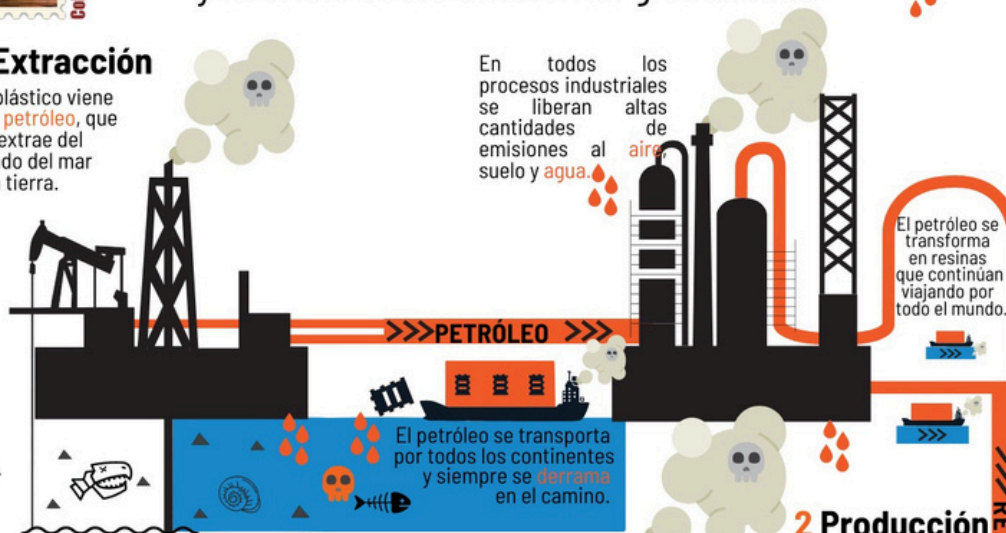 Extracción
plástico viene
petróleo, que
extrae del
do del mar
tierra.
En todos los
procesos industriales
se liberan altas
cantidades de
emisiones al aire,
suelo y agua.
El petróleo se
transforma
en resinas
que continúan
viajando por
todo el mundo.
>>>PETRÓLEO >>>
El petróleo se transporta
por todos los continentes
y siempre se derrama
en el camino.
2 Producción